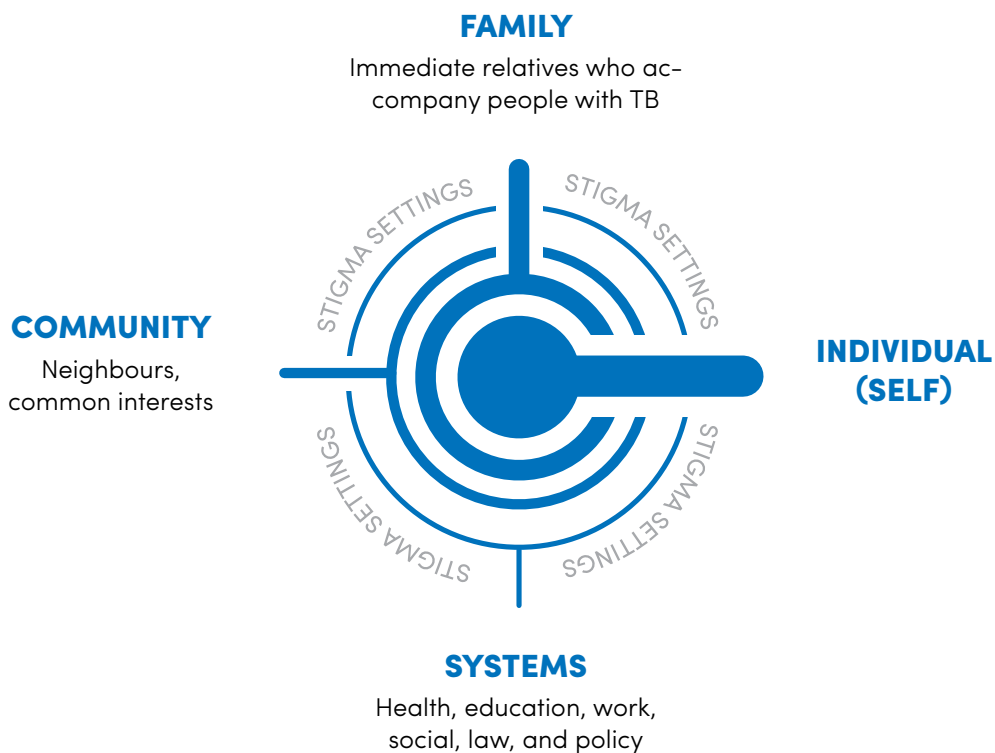 FAMILY
Immediate relatives who ac-
company people with TB
STIGMA SETTINGS
STIGMA SETTINGS
COMMUNITY
Neighbours,
common interests
INDIVIDUAL
(SELF)
STIGMA SETTINGS
STIGMA SETTINGS
SYSTEMS
Health, education, work,
social, law, and policy